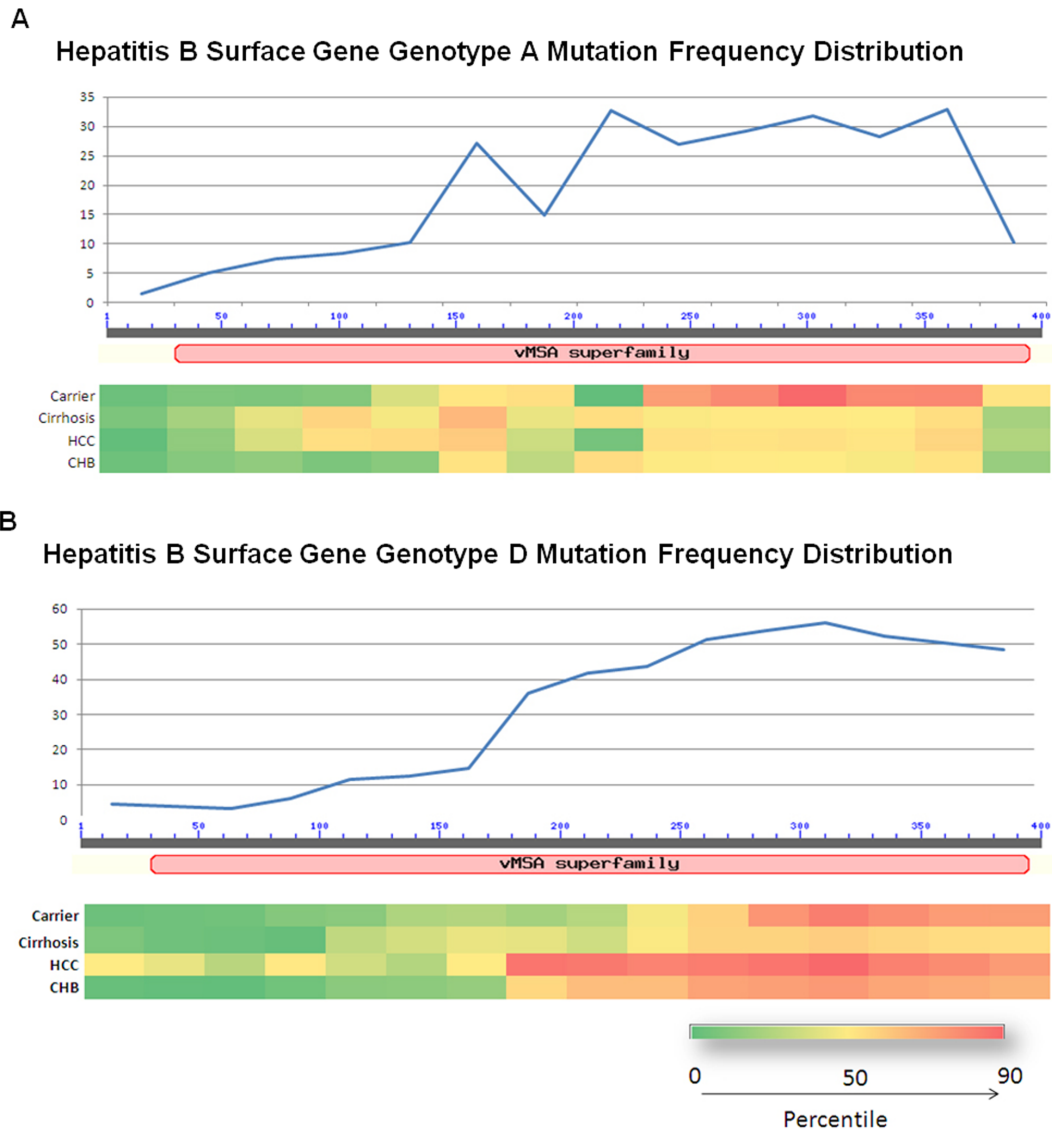 A
Hepatitis B Surface Gene Genotype A Mutation Frequency Distribution
35
30
25
20
15
10
5
0
1 50 100 150 200 250 300 350 400
vMSA superfamily
Carrier
Cirrhosis
HCC
CHB
B
Hepatitis B Surface Gene Genotype D Mutation Frequency Distribution
60
50
40
30
20
10
0
1 50 100 150 200 250 300 350 400
vMSA superfamily
Carrier
Cirrhosis
HCC
CHB
0 50 90
Percentile